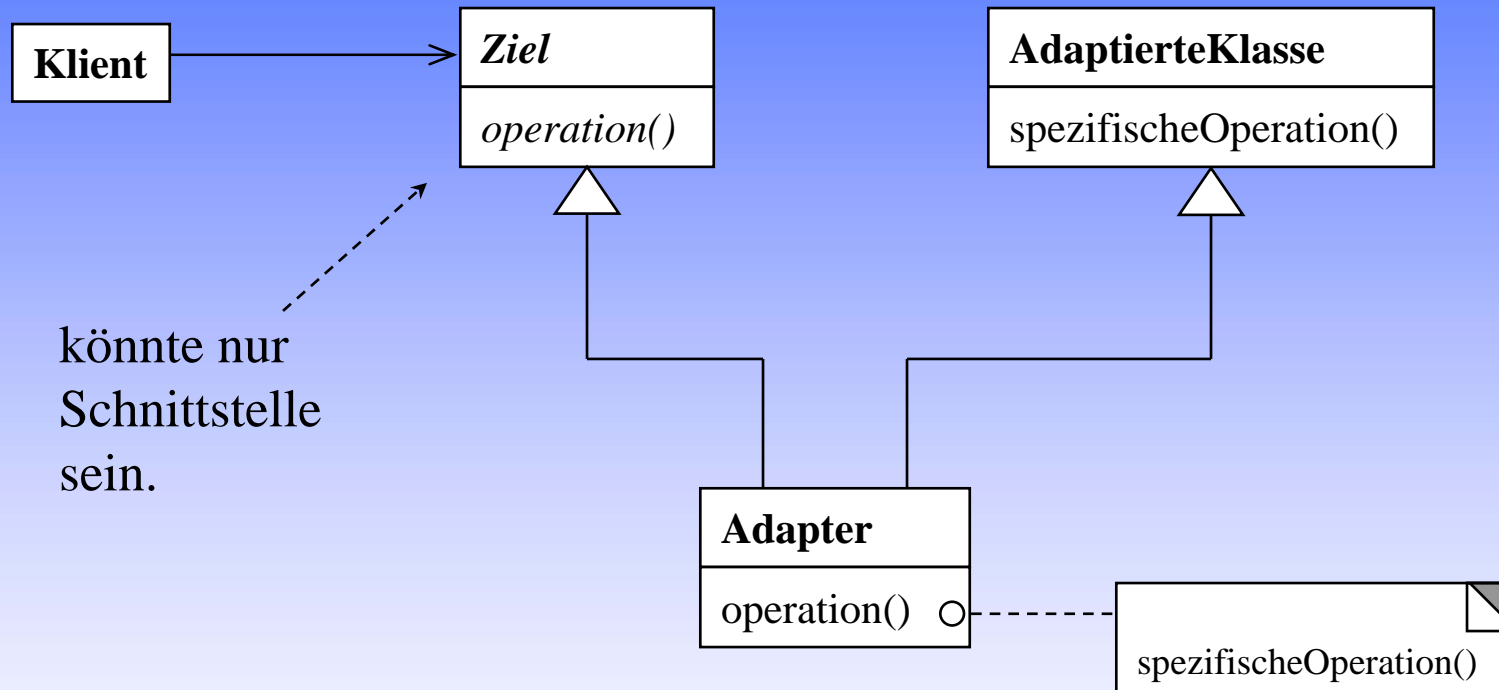 Klient
Ziel
operation()
AdaptierteKlasse
spezifischeOperation()
könnte nur
Schnittstelle
sein.
Adapter
operation()
spezifischeOperation()